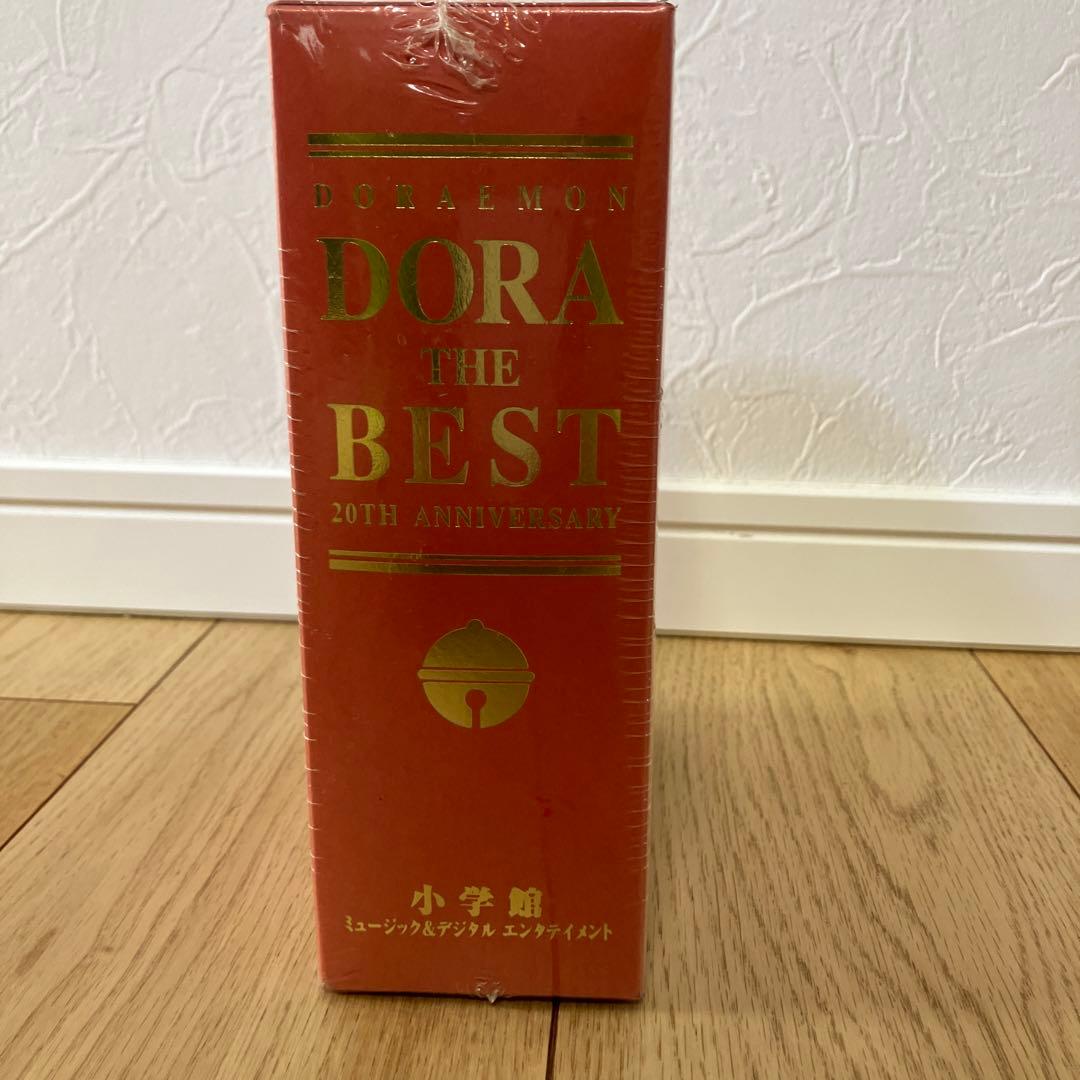 DORAEMON
DORA
THE
BEST
20TH ANNIVERSARY
小学館
ミュージック&デジタル エンタテイメント